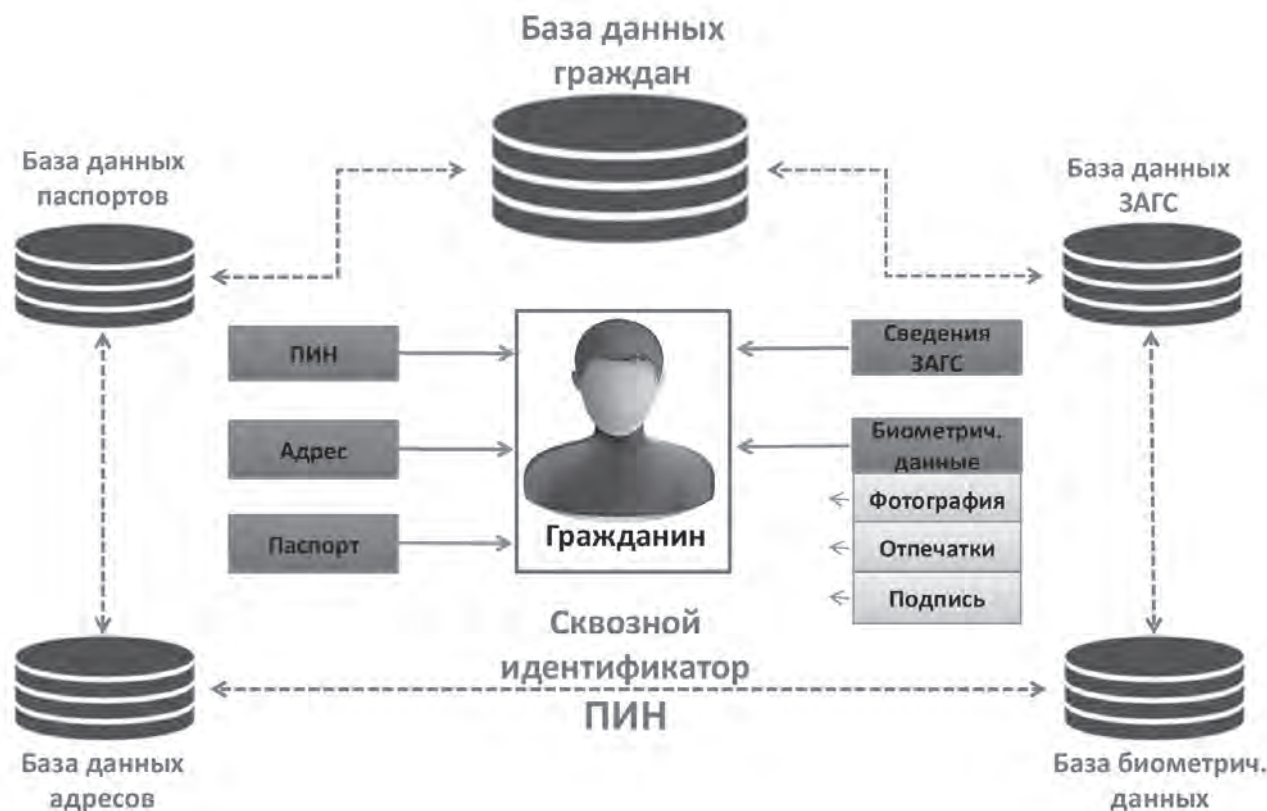 База данных
граждан
База данных
паспортов
База данных
ЗАГС
ПИН
Адрес
Паспорт
Гражданин
Сведения
ЗАГС
Биометрич.
данные
Фотография
Отпечатки
Подпись
Сквозной
идентификатор
ПИН
База данных
адресов
База биометрич.
данных